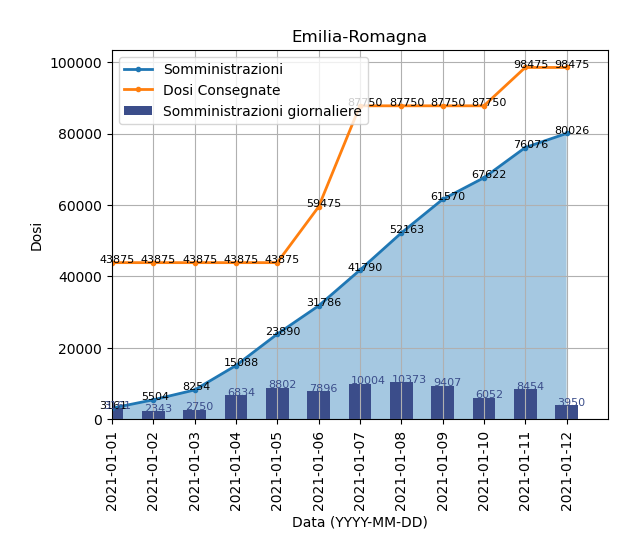 Emilia-Romagna
Somministrazioni
Dosi Consegnate
Somministrazioni giornaliere
100000
80000
60000
40000
20000
0
Dosi
43875 43875 43875 43875 43875 59475 87750 87750 87750 87750 98475 98475
3161 5504 8254 15088 23890 31786 41790 52163 61570 67622 76076 80026
2343 2750 6834 8802 7896 10004 10373 9407 6052 8454 3950
2021-01-01
2021-01-02
2021-01-03
2021-01-04
2021-01-05
2021-01-06
2021-01-07
2021-01-08
2021-01-09
2021-01-10
2021-01-11
2021-01-12
Data (YYYY-MM-DD)